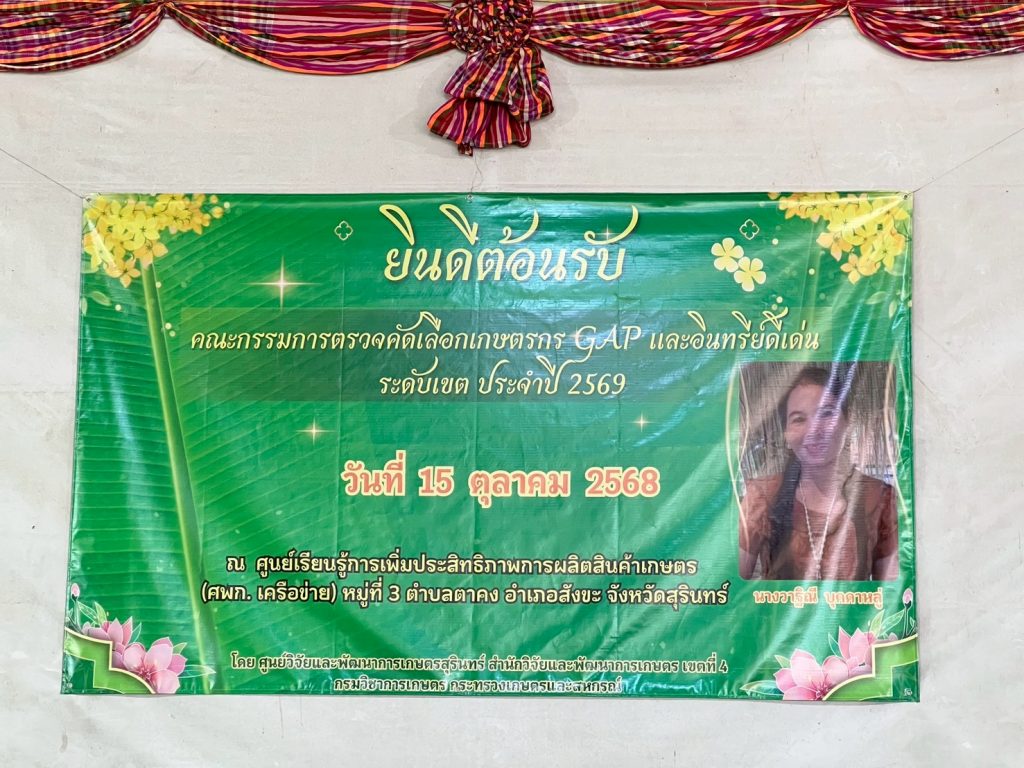 ยินดีต้อนรับ
คณะกรรมการตรวจคัดเลือกเกษตรกร GAP และอินทรีย์ดีเด่น
ระดับเขต ประจำปี 2569
วันที่ 15 ตุลาคม 2568
ณ ศูนย์เรียนรู้การเพิ่มประสิทธิภาพการผลิตสินค้าเกษตร
(ศพก. เครือข่าย) หมู่ที่ 3 ตำบลตาคง อำเภอสังขะ จังหวัดสุรินทร์
โดย ศูนย์วิจัยและพัฒนาการเกษตรสุรินทร์ สำนักวิจัยและพัฒนาการเกษตร เขตที่ 4
กรมวิชาการเกษตร กระทรวงเกษตรและสหกรณ์